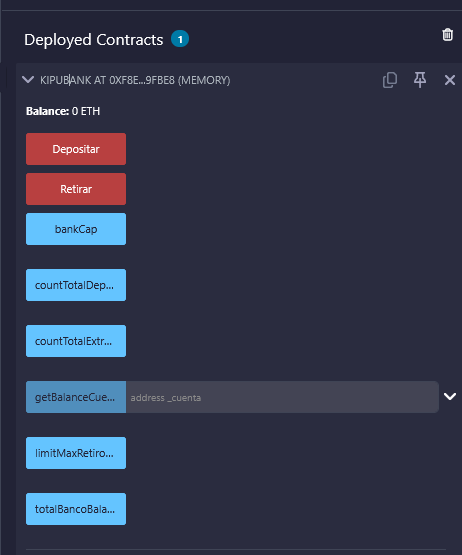 Deployed Contracts 1
KIPUBANK AT 0XF8E...9FBE8 (MEMORY)
Balance: 0 ETH
Depositar
Retirar
bankCap
countTotalDep...
countTotalExtr...
getBalanceCue... address _cuenta
limitMaxRetiro...
totalBancoBala...